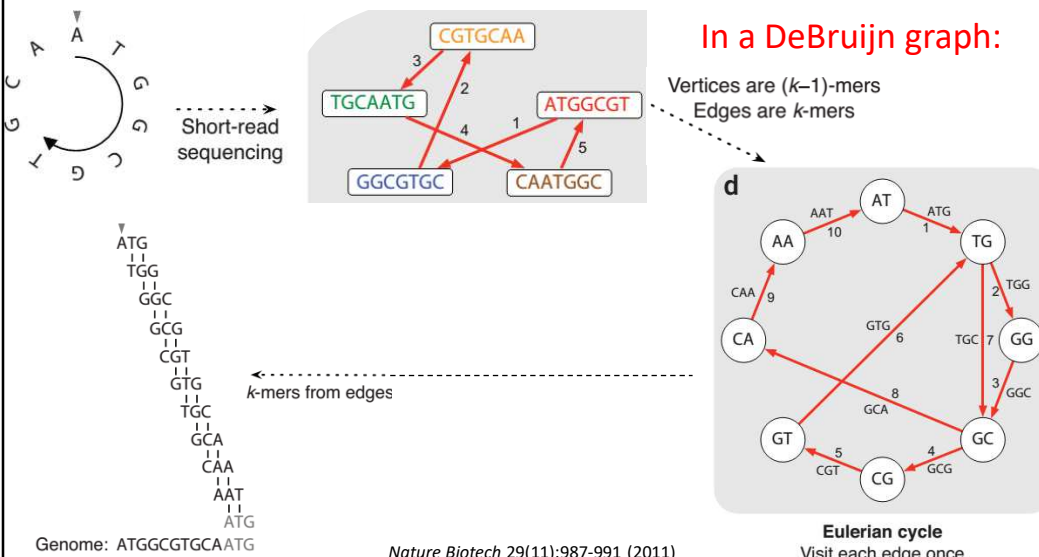 A T G G C G T G C A
Short-read
sequencing
CGTGCAA
3
2
TGCAATG
ATGGCGT
1
4
5
GGCGTGC
CAATGGC
In a DeBruijn graph:
Vertices are (k–1)-mers
Edges are k-mers
d
AT
AAT
10
ATG
1
AA
TG
CAA
9
2
TGG
GTG
6
TGC
7
CA
GG
3
GGC
8
GCA
GT
GC
5
CGT
4
GCG
CG
Eulerian cycle
Visit each edge once
k-mers from edges
ATG
TGG
GGC
GCG
CGT
GTG
TGC
GCA
CAA
AAT
ATG
Genome: ATGGCGTGCAATG
Nature Biotech 29(11):987-991 (2011)